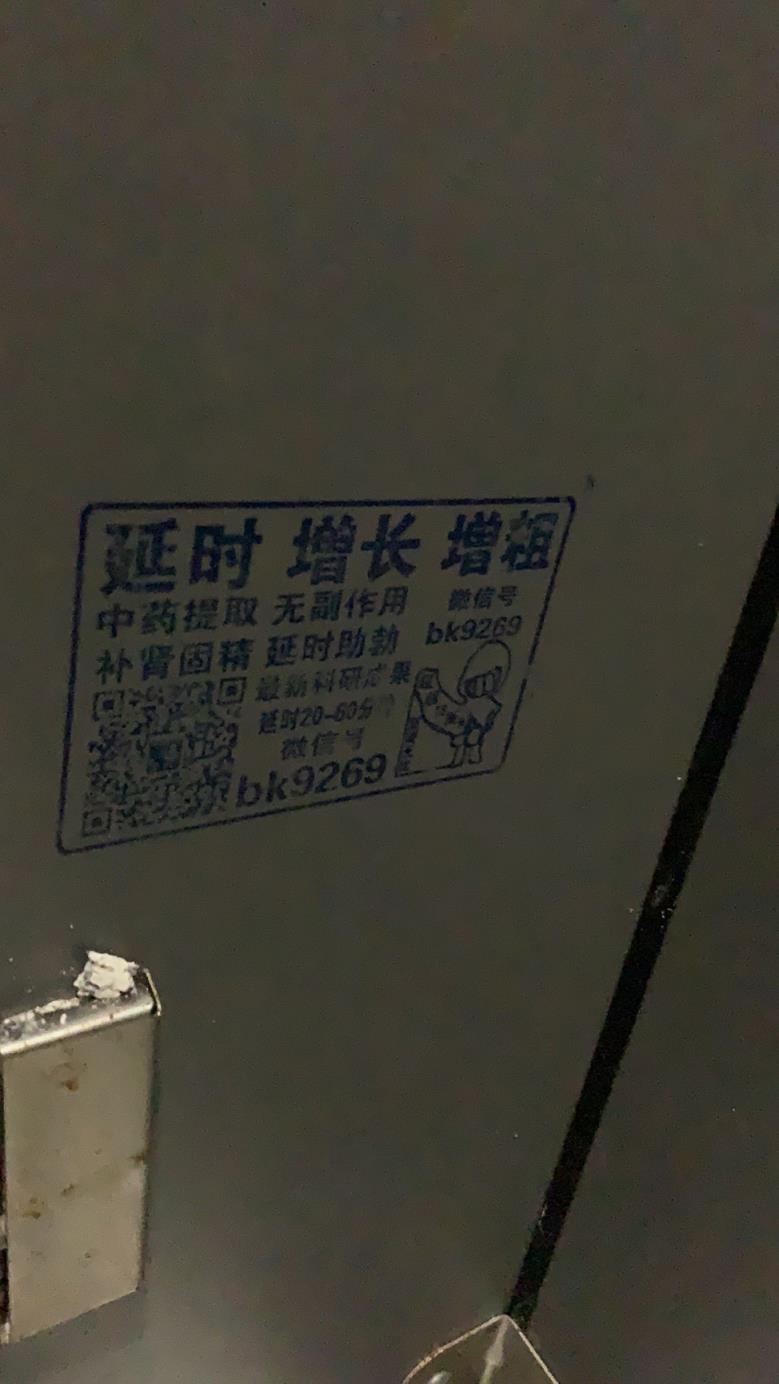 延时 增长 增粗
中药提取 无副作用
补肾固精 延时助勃
微信号
bk9269
最新科研成果
延时20-60分钟
微信号
bk9269